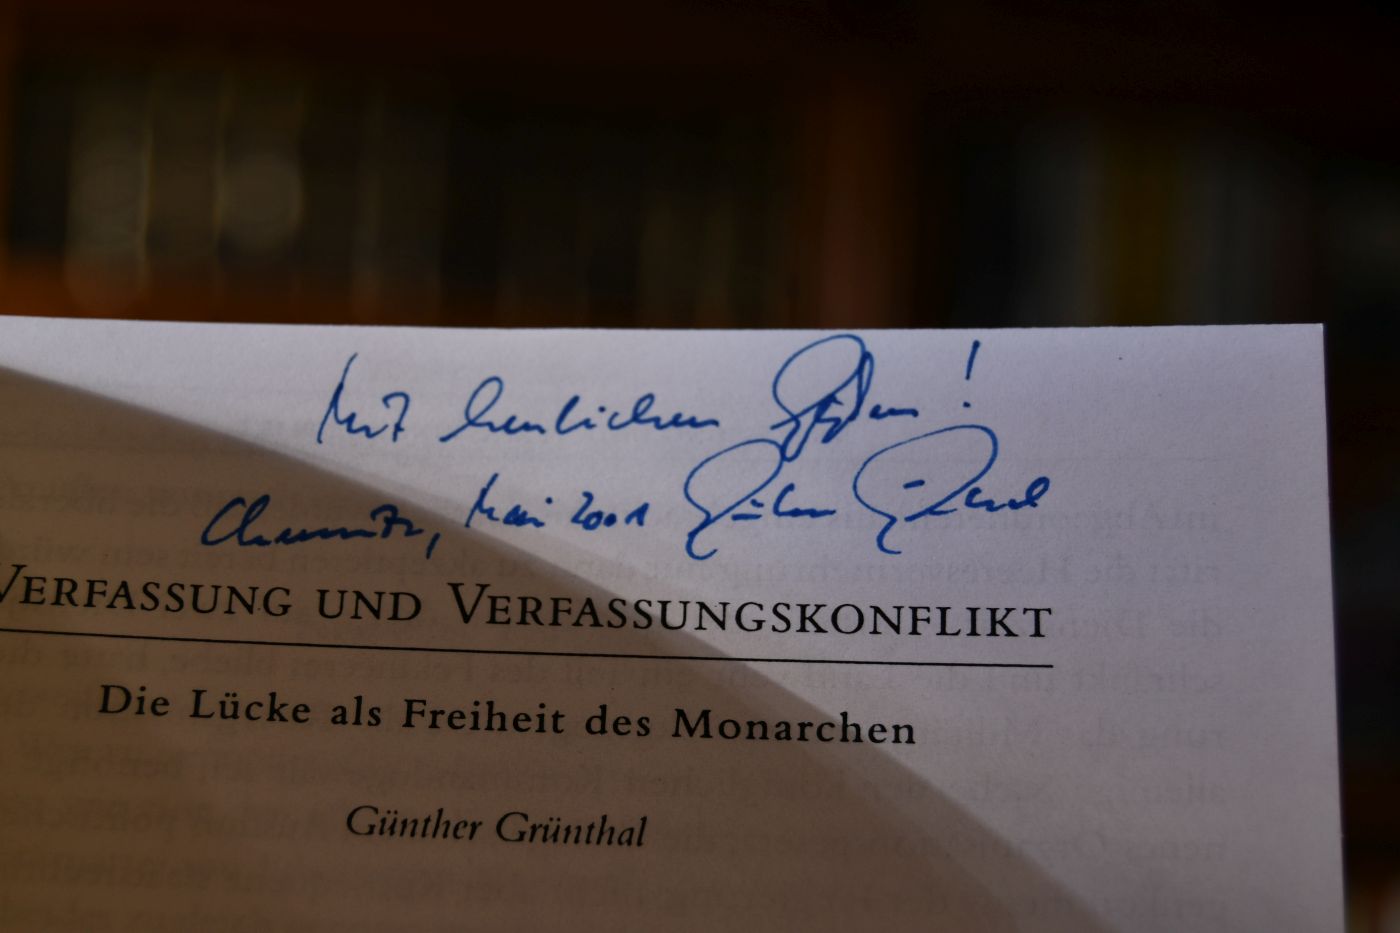 Mit herzlichen Grüßen!
Chemnitz, Mai 2001 Günther Grünthal
VERFASSUNG UND VERFASSUNGSKONFLIKT
Die Lücke als Freiheit des Monarchen
Günther Grünthal